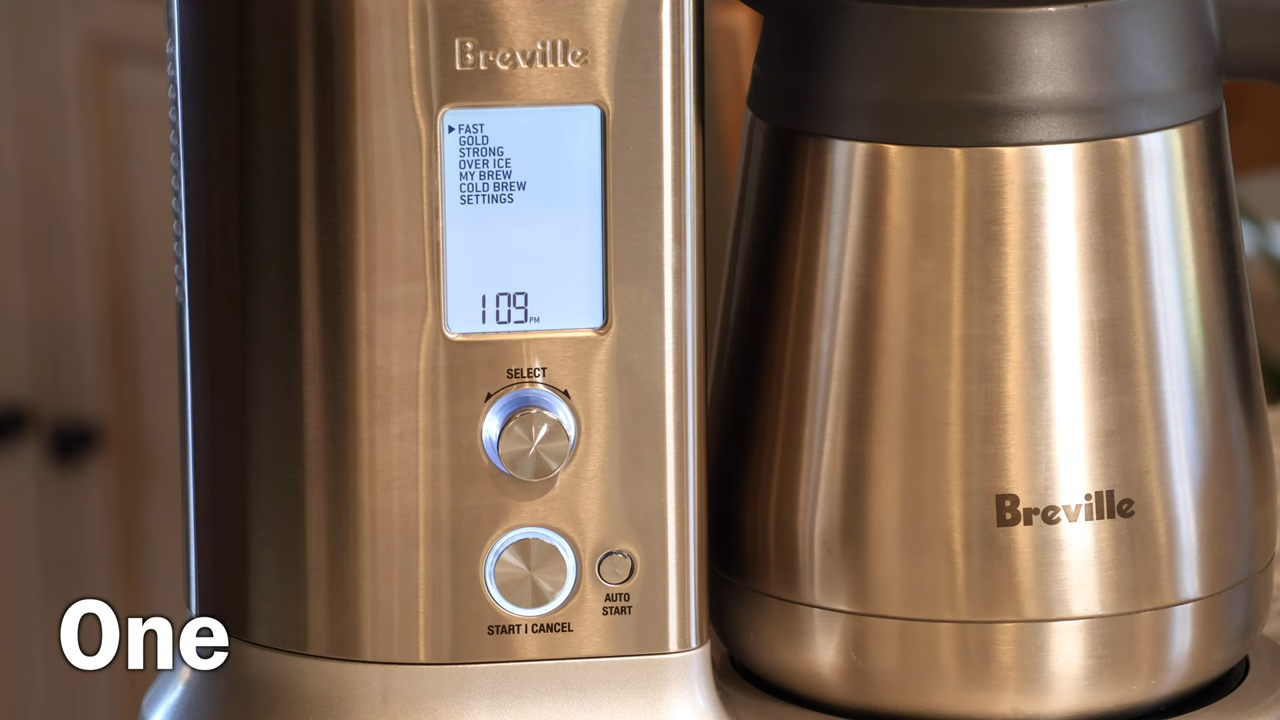 Breville
FAST
GOLD
STRONG
OVER ICE
MY BREW
COLD BREW
SETTINGS
1 09 PM
SELECT
START | CANCEL
AUTO
START
Breville
One